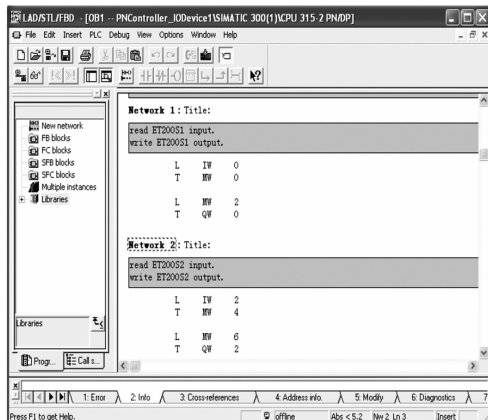 LAD/STL/FBD - [OB1 -- PNController_IODevice1\SIMATIC 300(1)\CPU 315-2 PN/DP]
File Edit Insert PLC Debug View Options Window Help
New network
FB blocks
FC blocks
SFB blocks
SFC blocks
Multiple instances
Libraries
Libraries
Progr... Call s...
Network 1 : Title:
read ET200S1 input.
write ET200S1 output.
L IW 0
T MW 0
L MW 2
T QW 0
Network 2 : Title:
read ET200S2 input.
write ET200S2 output.
L IW 2
T MW 4
L MW 6
T QW 2
1: Error 2: Info 3: Cross-references 4: Address info. 5: Modify 6: Diagnostics 7
Press F1 to get Help. offline Abs < 5.2 Nw 2 Ln 3 Insert